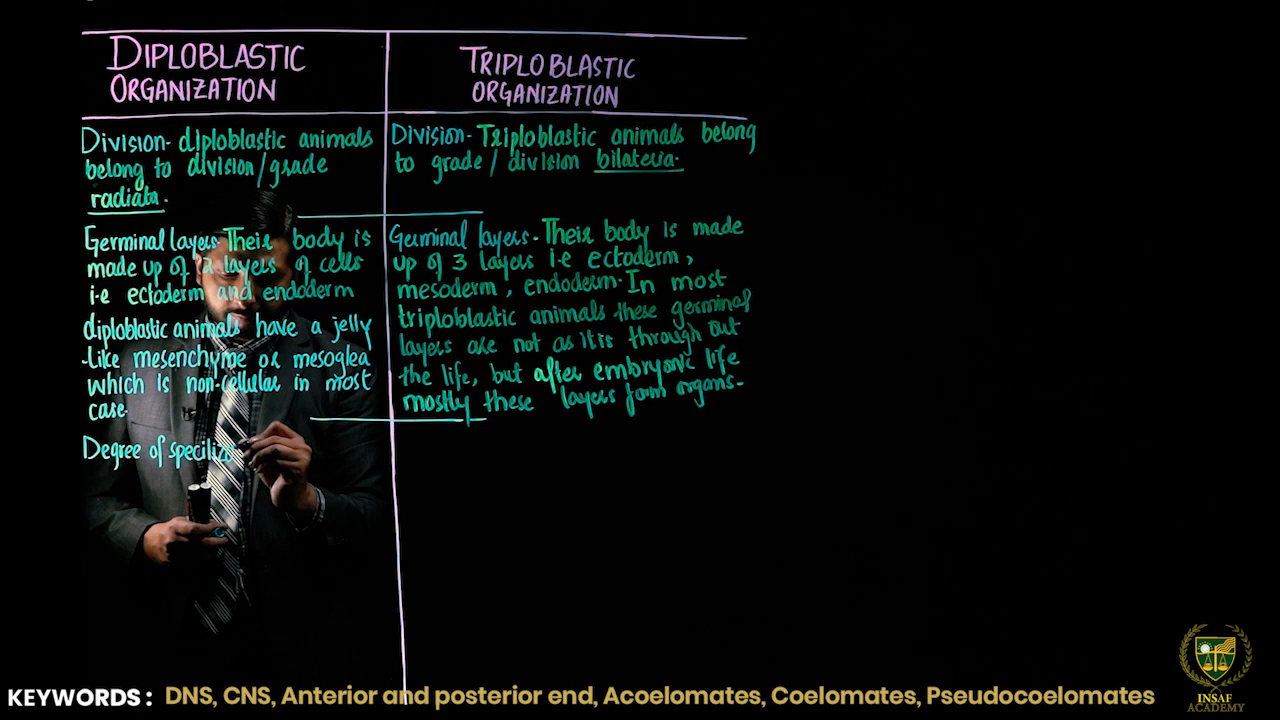 DIPLOBLASTIC
ORGANIZATION
Division- diploblastic animals
belong to division/grade
radiata.
Germinal layers-Their body is
made up of 2 layers of cells
i-e ectoderm and endoderm
diploblastic animals have a jelly
-like mesenchyme or mesoglea
which is non-cellular in most
case.
Degree of speciliz
TRIPLOBLASTIC
ORGANIZATION
Division- Triploblastic animals belong
to grade/division bilateria.
Germinal layers- Their body is made
up of 3 layers i.e ectoderm,
mesoderm, endoderm. In most
triploblastic animals these germinal
layers are not as it is through out
the life, but after embryonic life
mostly these layers form organs.
KEYWORDS: DNS, CNS, Anterior and posterior end, Acoelomates, Coelomates, Pseudocoelomates
INSAF
ACADEMY